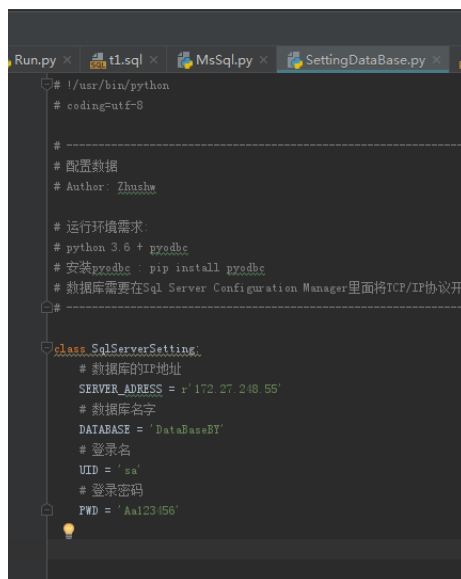 Run.py t1.sql MsSql.py SettingDataBase.py
# !/usr/bin/python
# coding=utf-8
# ----------------------------------------------------------------
# 配置数据
# Author: Zhushw
# 运行环境需求:
# python 3.6 + pyodbc
# 安装pyodbc : pip install pyodbc
# 数据库需要在Sql Server Configuration Manager里面将TCP/IP协议开
# ----------------------------------------------------------------
class SqlServerSetting:
# 数据库的IP地址
SERVER_ADRESS = r'172.27.248.55'
# 数据库名字
DATABASE = 'DataBaseBY'
# 登录名
UID = 'sa'
# 登录密码
PWD = 'Aa123456'